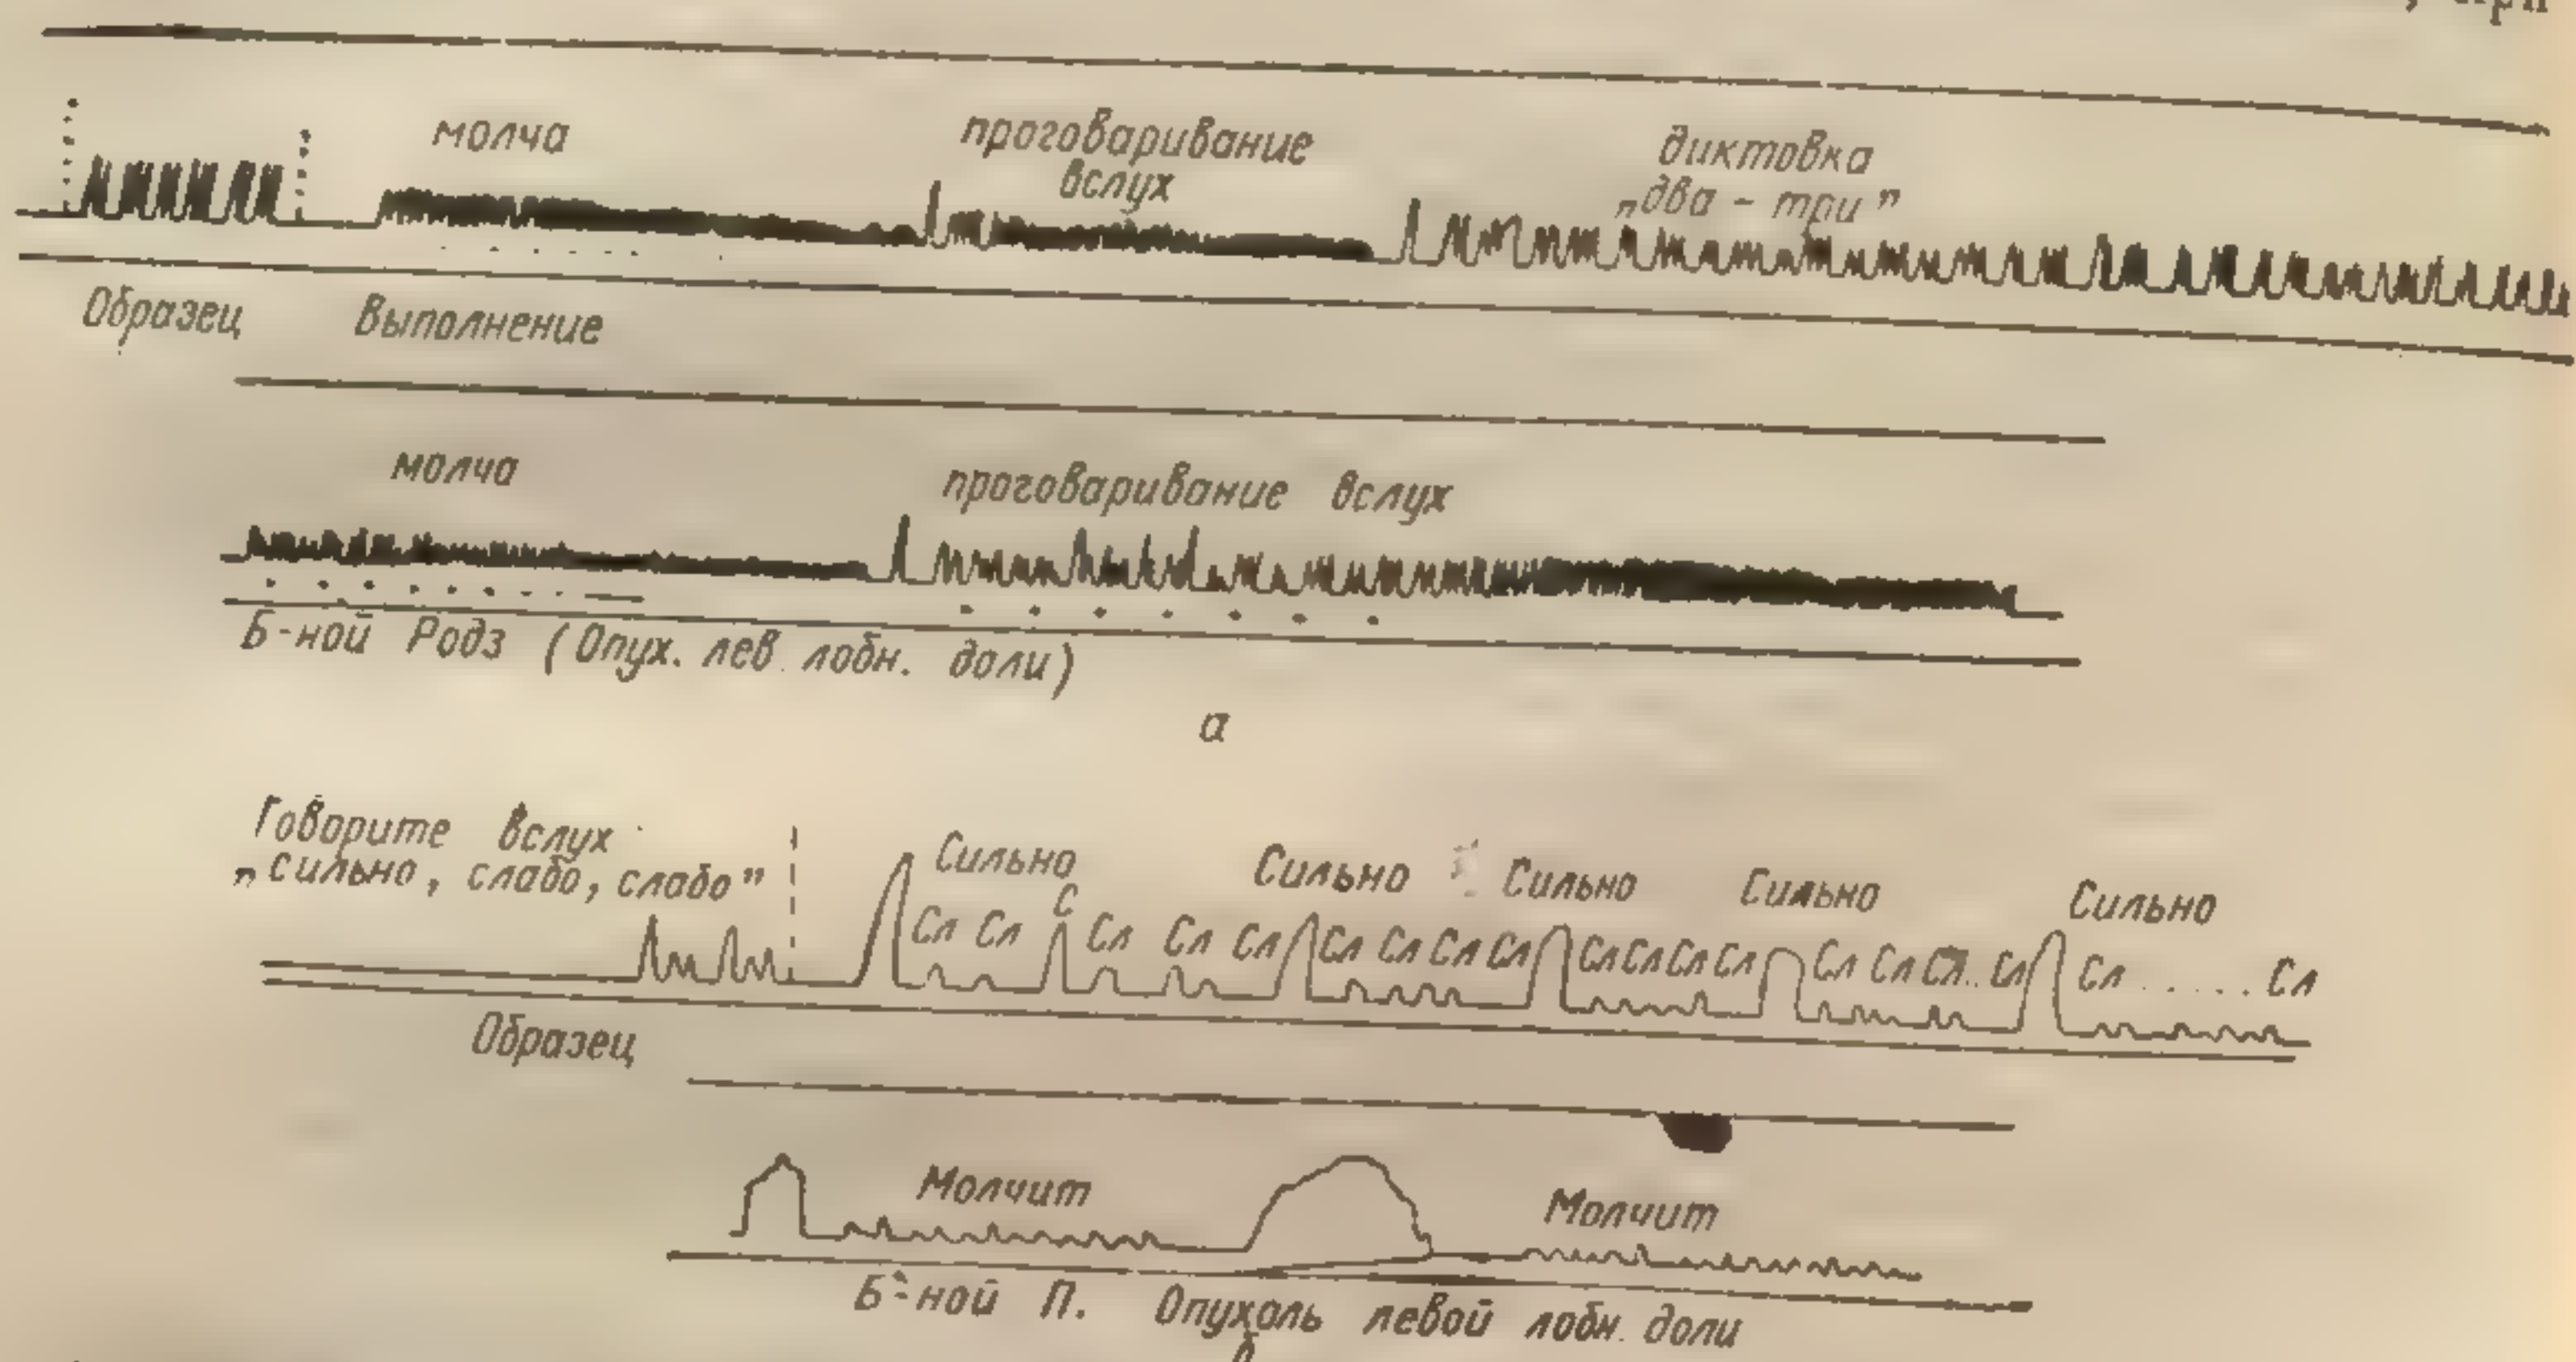 при
молча
проговаривание
вслух
диктовка
„два - три”
Образец
Выполнение
молча
проговаривание вслух
Б-ной Родз (Опух. лев. лобн. доли)
а
Говорите вслух
„сильно, слабо, слабо”
Сильно
Сильно
Сильно
Сильно
Сильно
Сл Сл С Сл Сл Сл Сл Сл Сл Сл Сл Сл Сл Сл Сл Сл Сл.. Сл Сл ..... Сл
Образец
Молчит
Молчит
Б-ной П. Опухоль левой лобн. доли